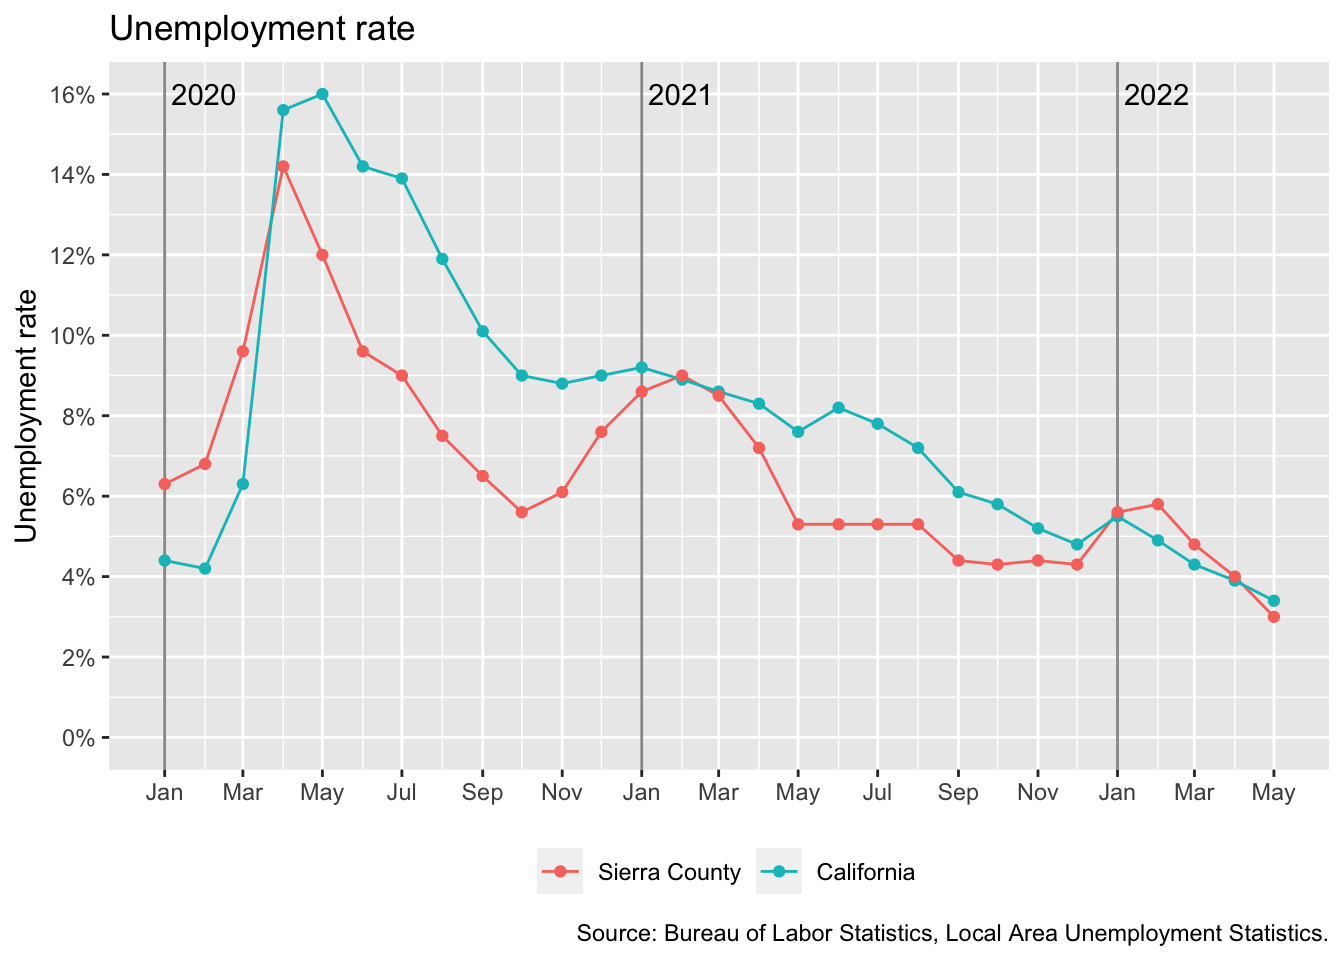 Unemployment rate
Unemployment rate
16%
14%
12%
10%
8%
6%
4%
2%
0%
2020 2021 2022
Jan Mar May Jul Sep Nov Jan Mar May Jul Sep Nov Jan Mar May
Sierra County California
Source: Bureau of Labor Statistics, Local Area Unemployment Statistics.